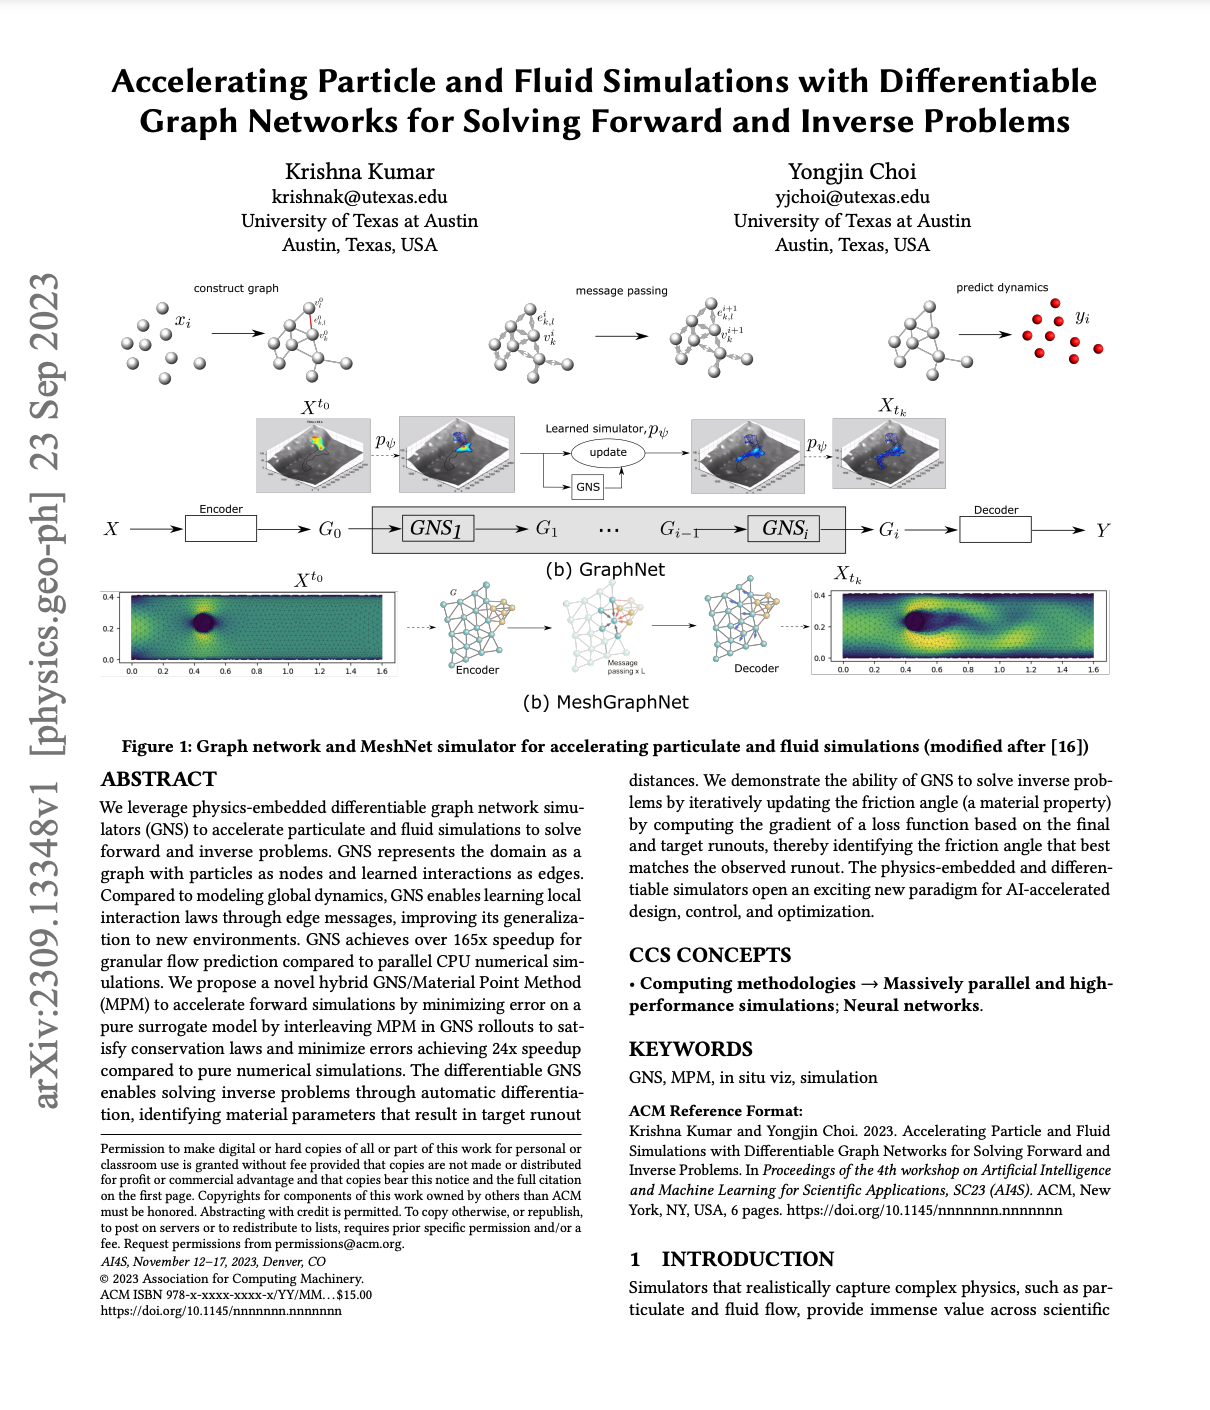 Accelerating Particle and Fluid Simulations with Differentiable
Graph Networks for Solving Forward and Inverse Problems
Krishna Kumar
krishnak@utexas.edu
University of Texas at Austin
Austin, Texas, USA
Yongjin Choi
yjchoi@utexas.edu
University of Texas at Austin
Austin, Texas, USA
arXiv:2309.13348v1 [physics.geo-ph] 23 Sep 2023
construct graph
message passing
predict dynamics
x_i
e^i_{k,l}
v^i_k
e^{i+1}_{k,l}
v^{i+1}_k
y_i
X^{t_0}
p_ψ
Learned simulator, p_ψ
update
GNS
p_ψ
X_{t_k}
X
Encoder
G_0
GNS_1
G_1
...
G_{i-1}
GNS_i
G_i
Decoder
Y
(b) GraphNet
X^{t_0}
X_{t_k}
0.4
0.2
0.0
0.0 0.2 0.4 0.6 0.8 1.0 1.2 1.4 1.6
G
Encoder
Message
passing x L
Decoder
0.4
0.2
0.0
0.0 0.2 0.4 0.6 0.8 1.0 1.2 1.4 1.6
(b) MeshGraphNet
Figure 1: Graph network and MeshNet simulator for accelerating particulate and fluid simulations (modified after [16])
ABSTRACT
We leverage physics-embedded differentiable graph network simu-
lators (GNS) to accelerate particulate and fluid simulations to solve
forward and inverse problems. GNS represents the domain as a
graph with particles as nodes and learned interactions as edges.
Compared to modeling global dynamics, GNS enables learning local
interaction laws through edge messages, improving its generaliza-
tion to new environments. GNS achieves over 165x speedup for
granular flow prediction compared to parallel CPU numerical sim-
ulations. We propose a novel hybrid GNS/Material Point Method
(MPM) to accelerate forward simulations by minimizing error on a
pure surrogate model by interleaving MPM in GNS rollouts to sat-
isfy conservation laws and minimize errors achieving 24x speedup
compared to pure numerical simulations. The differentiable GNS
enables solving inverse problems through automatic differentia-
tion, identifying material parameters that result in target runout
Permission to make digital or hard copies of all or part of this work for personal or
classroom use is granted without fee provided that copies are not made or distributed
for profit or commercial advantage and that copies bear this notice and the full citation
on the first page. Copyrights for components of this work owned by others than ACM
must be honored. Abstracting with credit is permitted. To copy otherwise, or republish,
to post on servers or to redistribute to lists, requires prior specific permission and/or a
fee. Request permissions from permissions@acm.org.
AI4S, November 12–17, 2023, Denver, CO
© 2023 Association for Computing Machinery.
ACM ISBN 978-x-xxxx-xxxx-x/YY/MM...$15.00
https://doi.org/10.1145/nnnnnnn.nnnnnnn
distances. We demonstrate the ability of GNS to solve inverse prob-
lems by iteratively updating the friction angle (a material property)
by computing the gradient of a loss function based on the final
and target runouts, thereby identifying the friction angle that best
matches the observed runout. The physics-embedded and differen-
tiable simulators open an exciting new paradigm for AI-accelerated
design, control, and optimization.
CCS CONCEPTS
• Computing methodologies → Massively parallel and high-
performance simulations; Neural networks.
KEYWORDS
GNS, MPM, in situ viz, simulation
ACM Reference Format:
Krishna Kumar and Yongjin Choi. 2023. Accelerating Particle and Fluid
Simulations with Differentiable Graph Networks for Solving Forward and
Inverse Problems. In Proceedings of the 4th workshop on Artificial Intelligence
and Machine Learning for Scientific Applications, SC23 (AI4S). ACM, New
York, NY, USA, 6 pages. https://doi.org/10.1145/nnnnnnn.nnnnnnn
1 INTRODUCTION
Simulators that realistically capture complex physics, such as par-
ticulate and fluid flow, provide immense value across scientific